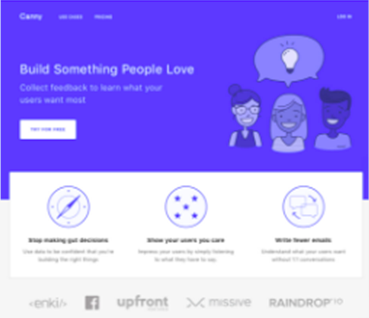 Canny USE CASES PRICING LOG IN
Build Something People Love
Collect feedback to learn what your
users want most
TRY FOR FREE
Stop making gut decisions
Use data to be confident that you're
building the right things
Show your users you care
Impress your users by simply listening
to what they have to say
Write fewer emails
Understand what your users want
without 1:1 conversations
<enki/>
upfront
missive
RAINDROP IO